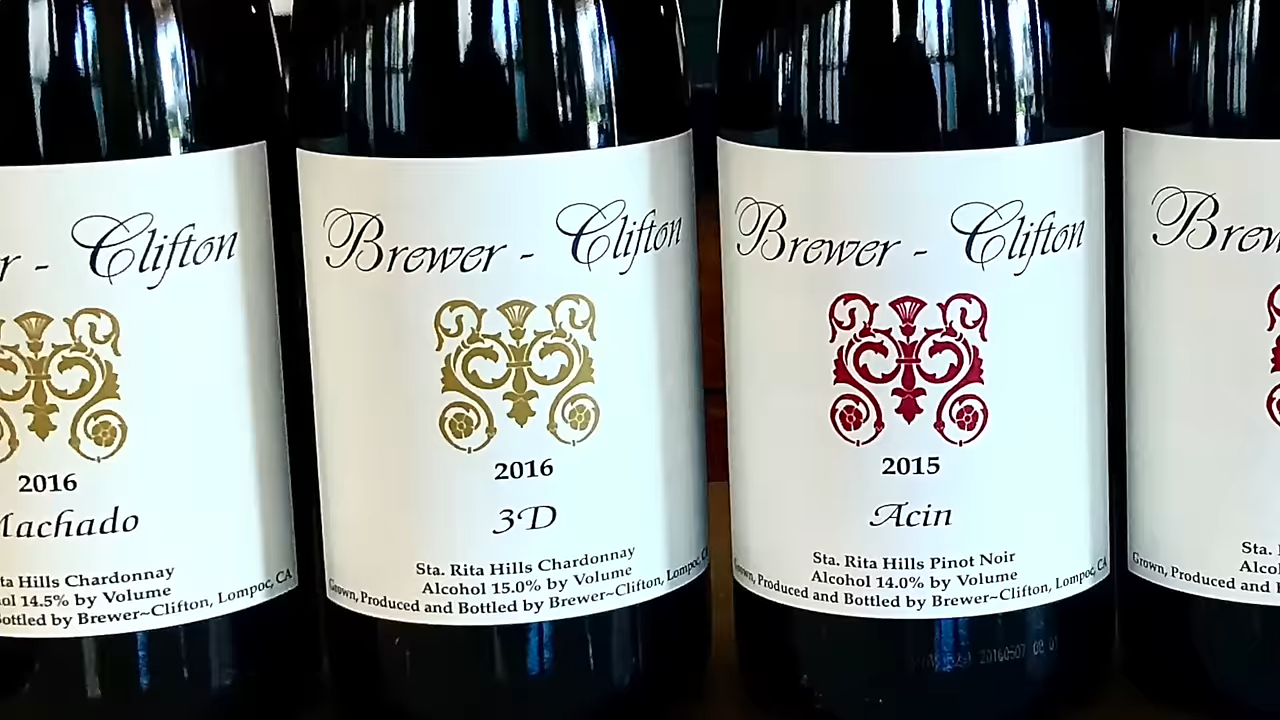 r - Clifton
2016
Machado
ta Hills Chardonnay
ol 14.5% by Volume
Bottled by Brewer~Clifton, Lompoc, CA
Brewer - Clifton
2016
3D
Sta. Rita Hills Chardonnay
Alcohol 15.0% by Volume
Grown, Produced and Bottled by Brewer~Clifton, Lompoc, C
Brewer - Clifton
2015
Acin
Sta. Rita Hills Pinot Noir
Alcohol 14.0% by Volume
Grown, Produced and Bottled by Brewer~Clifton, Lompoc, CA
Brew
Sta.
Alco
Grown, Produced and